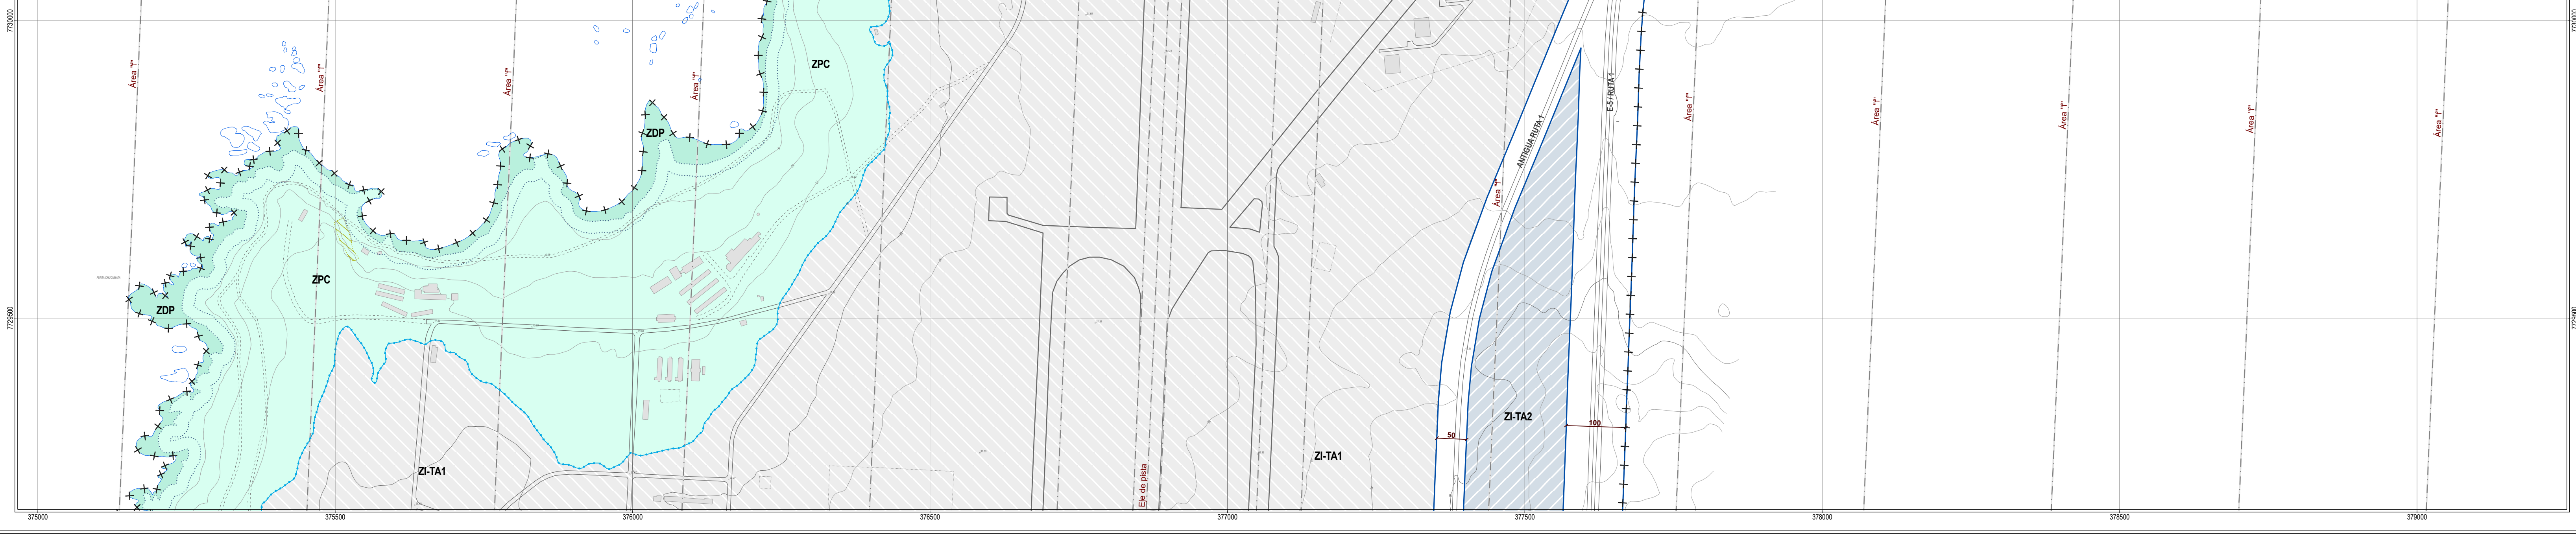 7730000
7730000
Área "f"
Área "f"
Área "f"
Área "f"
ZPC
E-5 / RUTA 1
Área "f"
Área "f"
Área "f"
Área "f"
Área "f"
ZDP
ANTIGUA RUTA 1
Área "f"
ZPC
ZDP
7729500
7729500
ZI-TA2
50
100
ZI-TA1
ZI-TA1
Eje de pista
375000
375500
376000
376500
377000
377500
378000
378500
379000